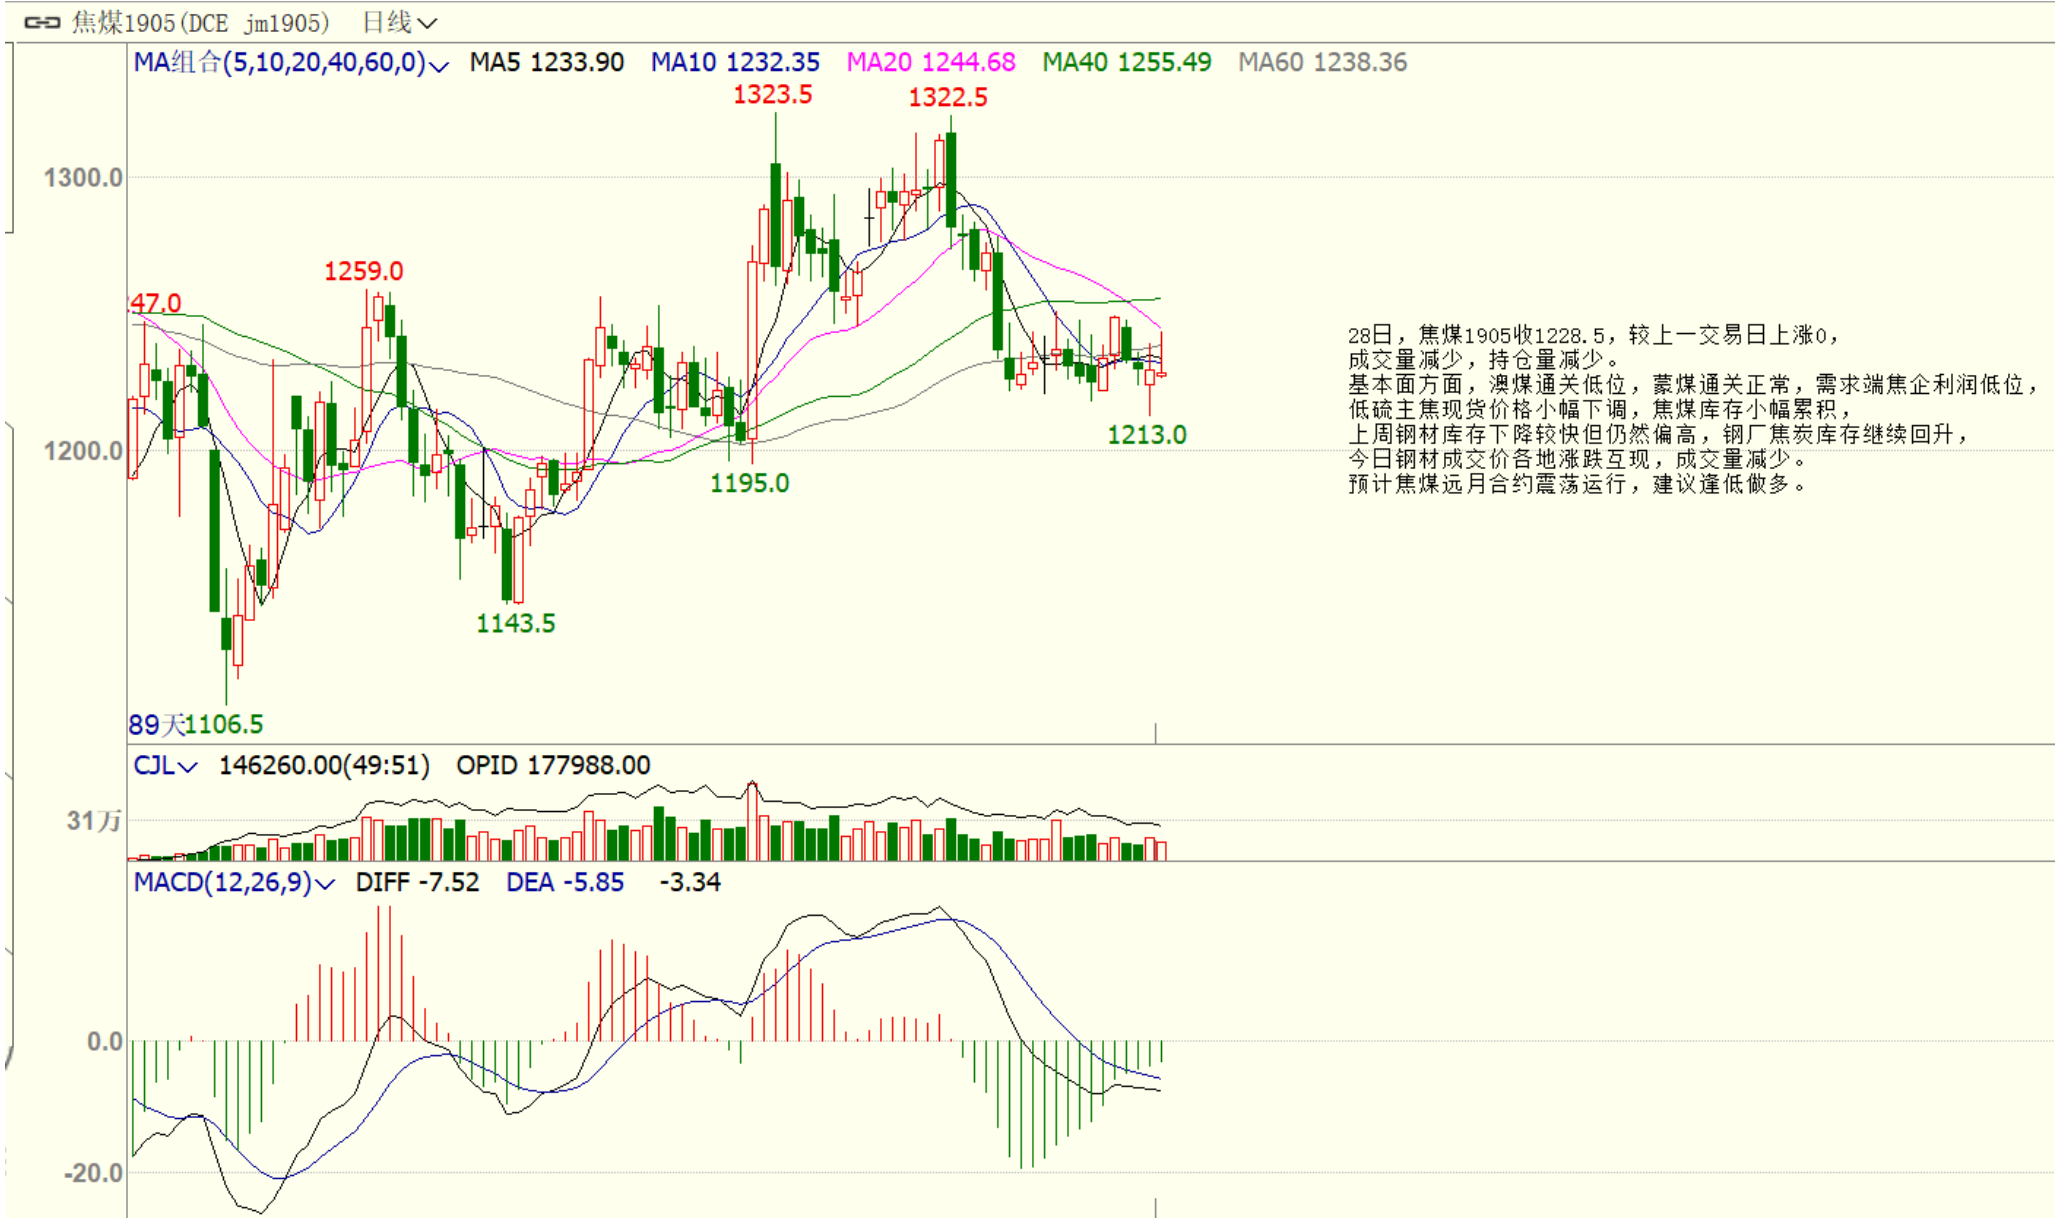 焦煤1905(DCE jm1905) 日线
MA组合(5,10,20,40,60,0) MA5 1233.90 MA10 1232.35 MA20 1244.68 MA40 1255.49 MA60 1238.36
1323.5
1322.5
1300.0
1259.0
47.0
28日，焦煤1905收1228.5，较上一交易日上涨0，
成交量减少，持仓量减少。
基本面方面，澳煤通关低位，蒙煤通关正常，需求端焦企利润低位，
低硫主焦现货价格小幅下调，焦煤库存小幅累积，
上周钢材库存下降较快但仍然偏高，钢厂焦炭库存继续回升，
今日钢材成交价各地涨跌互现，成交量减少。
预计焦煤远月合约震荡运行，建议逢低做多。
1213.0
1200.0
1195.0
1143.5
89天
1106.5
CJL 146260.00(49:51) OPID 177988.00
31万
MACD(12,26,9) DIFF -7.52 DEA -5.85 -3.34
0.0
-20.0